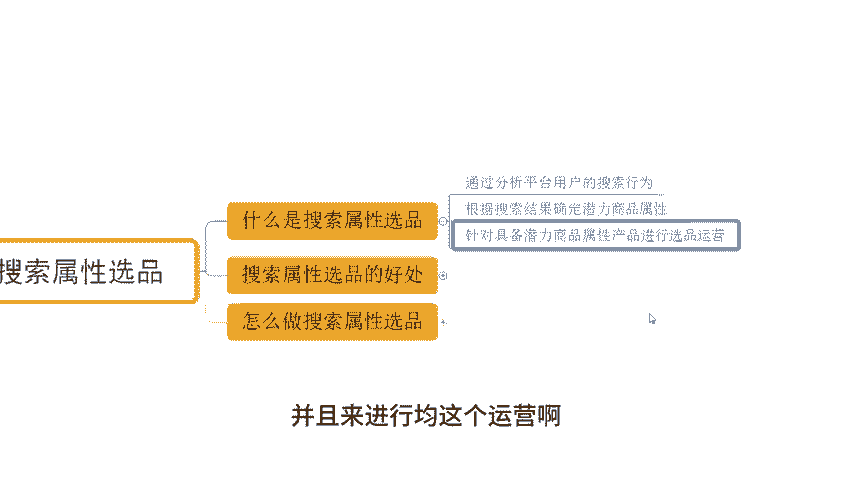 搜索属性选品
什么是搜索属性选品
通过分析平台用户的搜索行为
根据搜索结果确定潜力商品属性
针对具备潜力商品属性产品进行选品运营
搜索属性选品的好处
怎么做搜索属性选品
并且来进行均这个运营啊